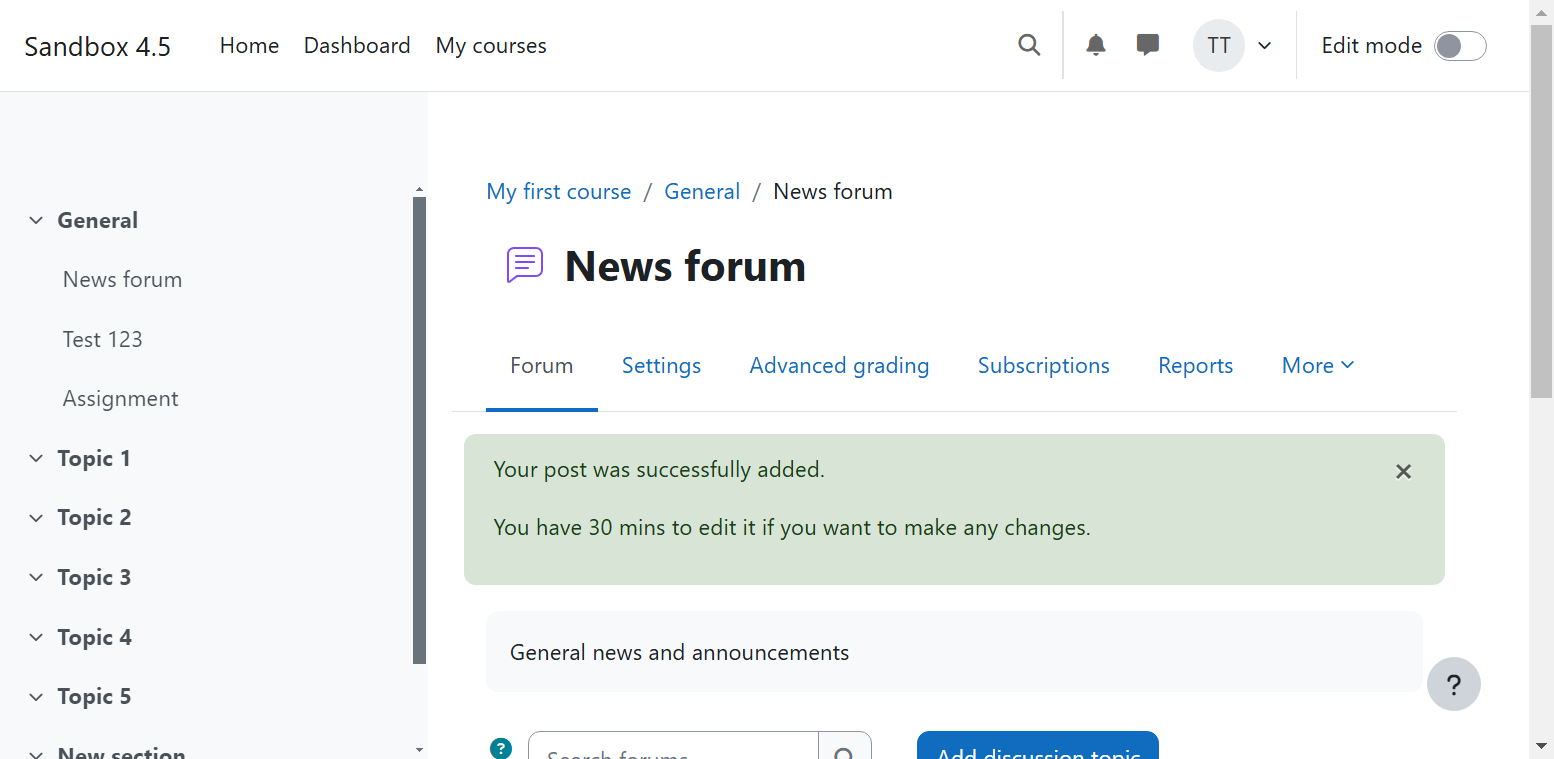 Sandbox 4.5 Home Dashboard My courses TT Edit mode
General
News forum
Test 123
Assignment
Topic 1
Topic 2
Topic 3
Topic 4
Topic 5
New section
My first course / General / News forum
News forum
Forum Settings Advanced grading Subscriptions Reports More
Your post was successfully added. ×
You have 30 mins to edit it if you want to make any changes.
General news and announcements
?
? Search forums Add discussion topic